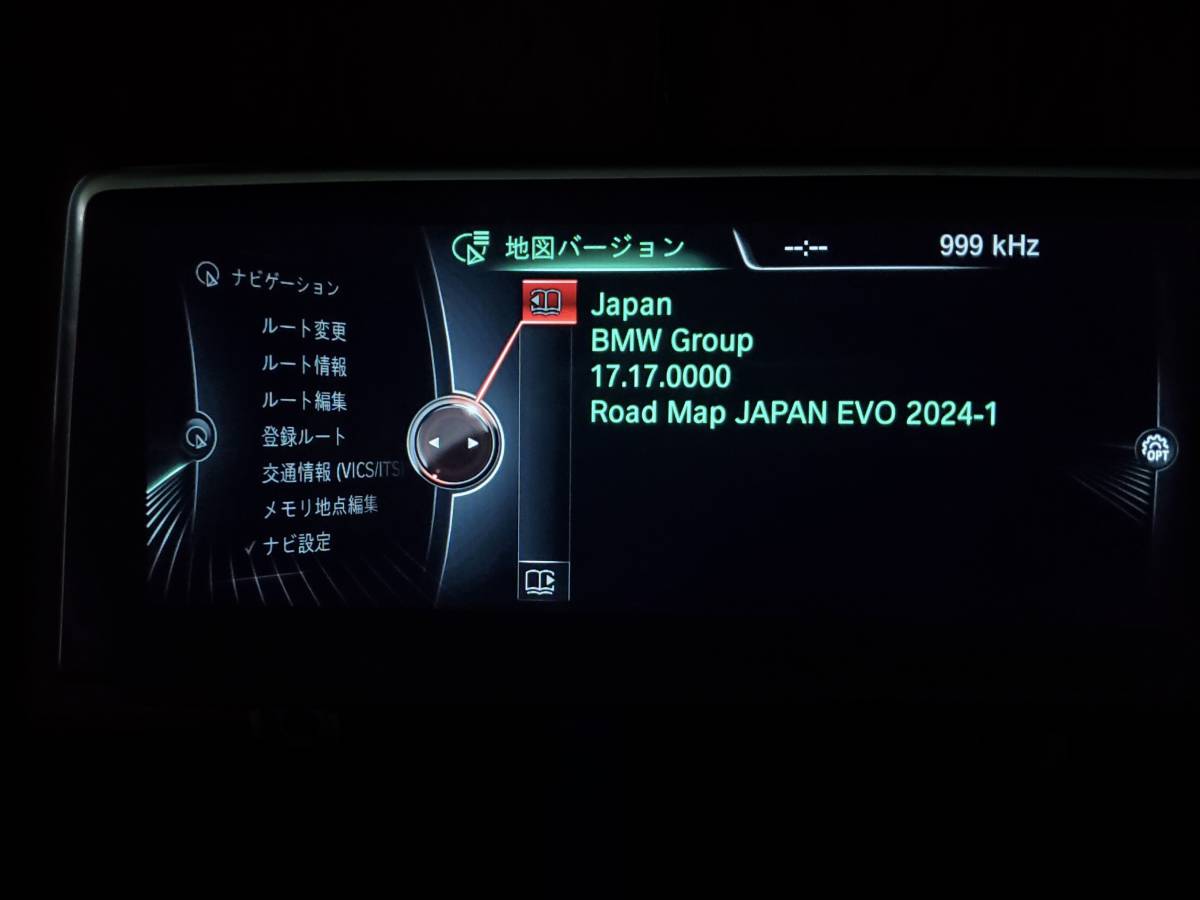 地図バージョン
--:--
999 kHz
ナビゲーション
ルート変更
ルート情報
ルート編集
登録ルート
交通情報 (VICS/ITS
メモリ地点編集
ナビ設定
Japan
BMW Group
17.17.0000
Road Map JAPAN EVO 2024-1
OPT